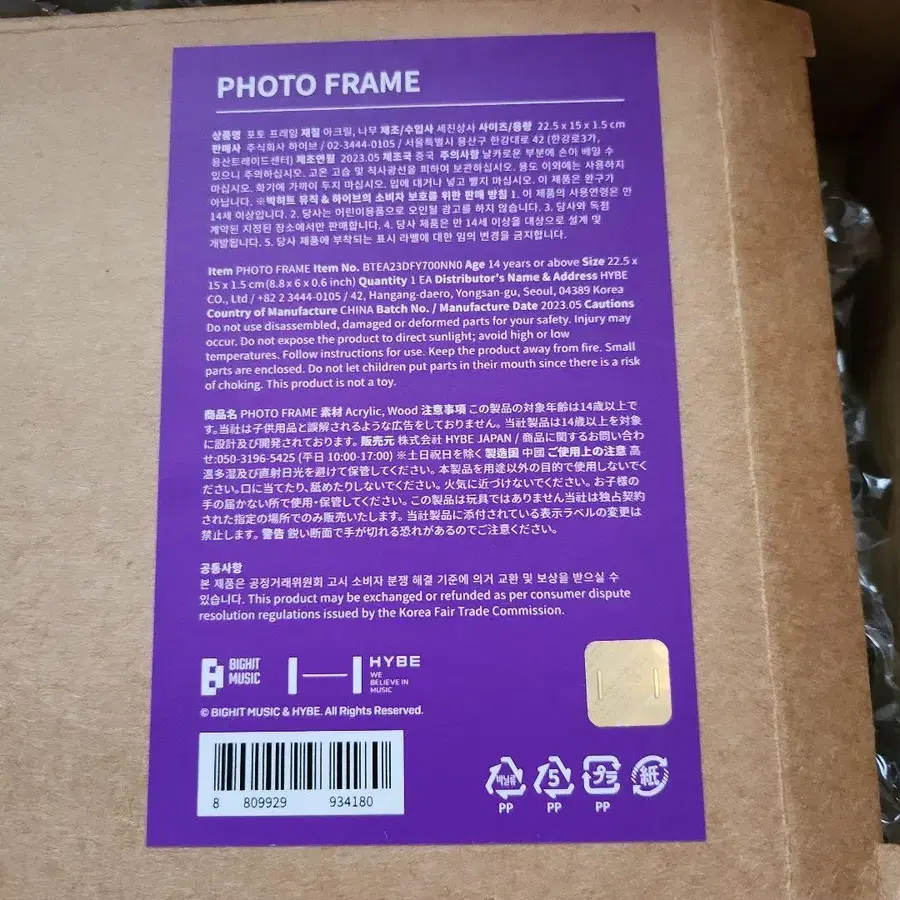 PHOTO FRAME
상품명 포토 프레임 재질 아크릴, 나무 제조/수입사 세진상사 사이즈/용량 22.5 x 15 x 1.5 cm
판매사 주식회사 하이브 / 02-3444-0105 / 서울특별시 용산구 한강대로 42 (한강로3가,
용산트레이드센터) 제조연월 2023.05 제조국 중국 주의사항 날카로운 부분에 손이 베일 수
있으니 주의하십시오. 고온 고습 및 직사광선을 피하여 보관하십시오. 용도 이외에는 사용하지
마십시오. 화기에 가까이 두지 마십시오. 입에 대거나 넣고 빨지 마십시오. 이 제품은 완구가
아닙니다. ※빅히트 뮤직 & 하이브의 소비자 보호를 위한 판매 방침 1. 이 제품의 사용연령은 만
14세 이상입니다. 2. 당사는 어린이용품으로 오인될 광고를 하지 않습니다. 3. 당사와 독점
계약된 지정된 장소에서만 판매합니다. 4. 당사 제품은 만 14세 이상을 대상으로 설계 및
개발됩니다. 5. 당사 제품에 부착되는 표시 라벨에 대한 임의 변경을 금지합니다.
Item PHOTO FRAME Item No. BTEA23DFY700NN0 Age 14 years or above Size 22.5 x
15 x 1.5 cm (8.8 x 6 x 0.6 inch) Quantity 1 EA Distributor's Name & Address HYBE
CO., Ltd / +82 2 3444-0105 / 42, Hangang-daero, Yongsan-gu, Seoul, 04389 Korea
Country of Manufacture CHINA Batch No. / Manufacture Date 2023.05 Cautions
Do not use disassembled, damaged or deformed parts for your safety. Injury may
occur. Do not expose the product to direct sunlight; avoid high or low
temperatures. Follow instructions for use. Keep the product away from fire. Small
parts are enclosed. Do not let children put parts in their mouth since there is a risk
of choking. This product is not a toy.
商品名 PHOTO FRAME 素材 Acrylic, Wood 注意事項 この製品の対象年齢は14歳以上で
す。当社は子供用品と誤解されるような広告をしておりません。当社製品は14歳以上を対象
に設計及び開発されております。販売元 株式会社 HYBE JAPAN / 商品に関するお問い合わ
せ:050-3196-5425 (平日 10:00-17:00) ※土日祝日を除く 製造国 中國 ご使用上の注意 高
温多湿及び直射日光を避けて保管してください。本製品を用途以外の目的で使用しないでく
ださい。口に当てたり、舐めたりしないでください。火気に近づけないでください。お子様の
手の届かない所で使用・保管してください。この製品は玩具ではありません当社は独占契約
された指定の場所でのみ販売いたします。当社製品に添付されている表示ラベルの変更は
禁止します。警告 鋭い断面で手が切れる恐れがあるのでご注意ください。
공통사항
본 제품은 공정거래위원회 고시 소비자 분쟁 해결 기준에 의거 교환 및 보상을 받으실 수
있습니다. This product may be exchanged or refunded as per consumer dispute
resolution regulations issued by the Korea Fair Trade Commission.
BIGHIT
MUSIC
HYBE
WE
BELIEVE IN
MUSIC
© BIGHIT MUSIC & HYBE. All Rights Reserved.
8 809929 934180
비닐류 5 プラ 紙
PP PP PP